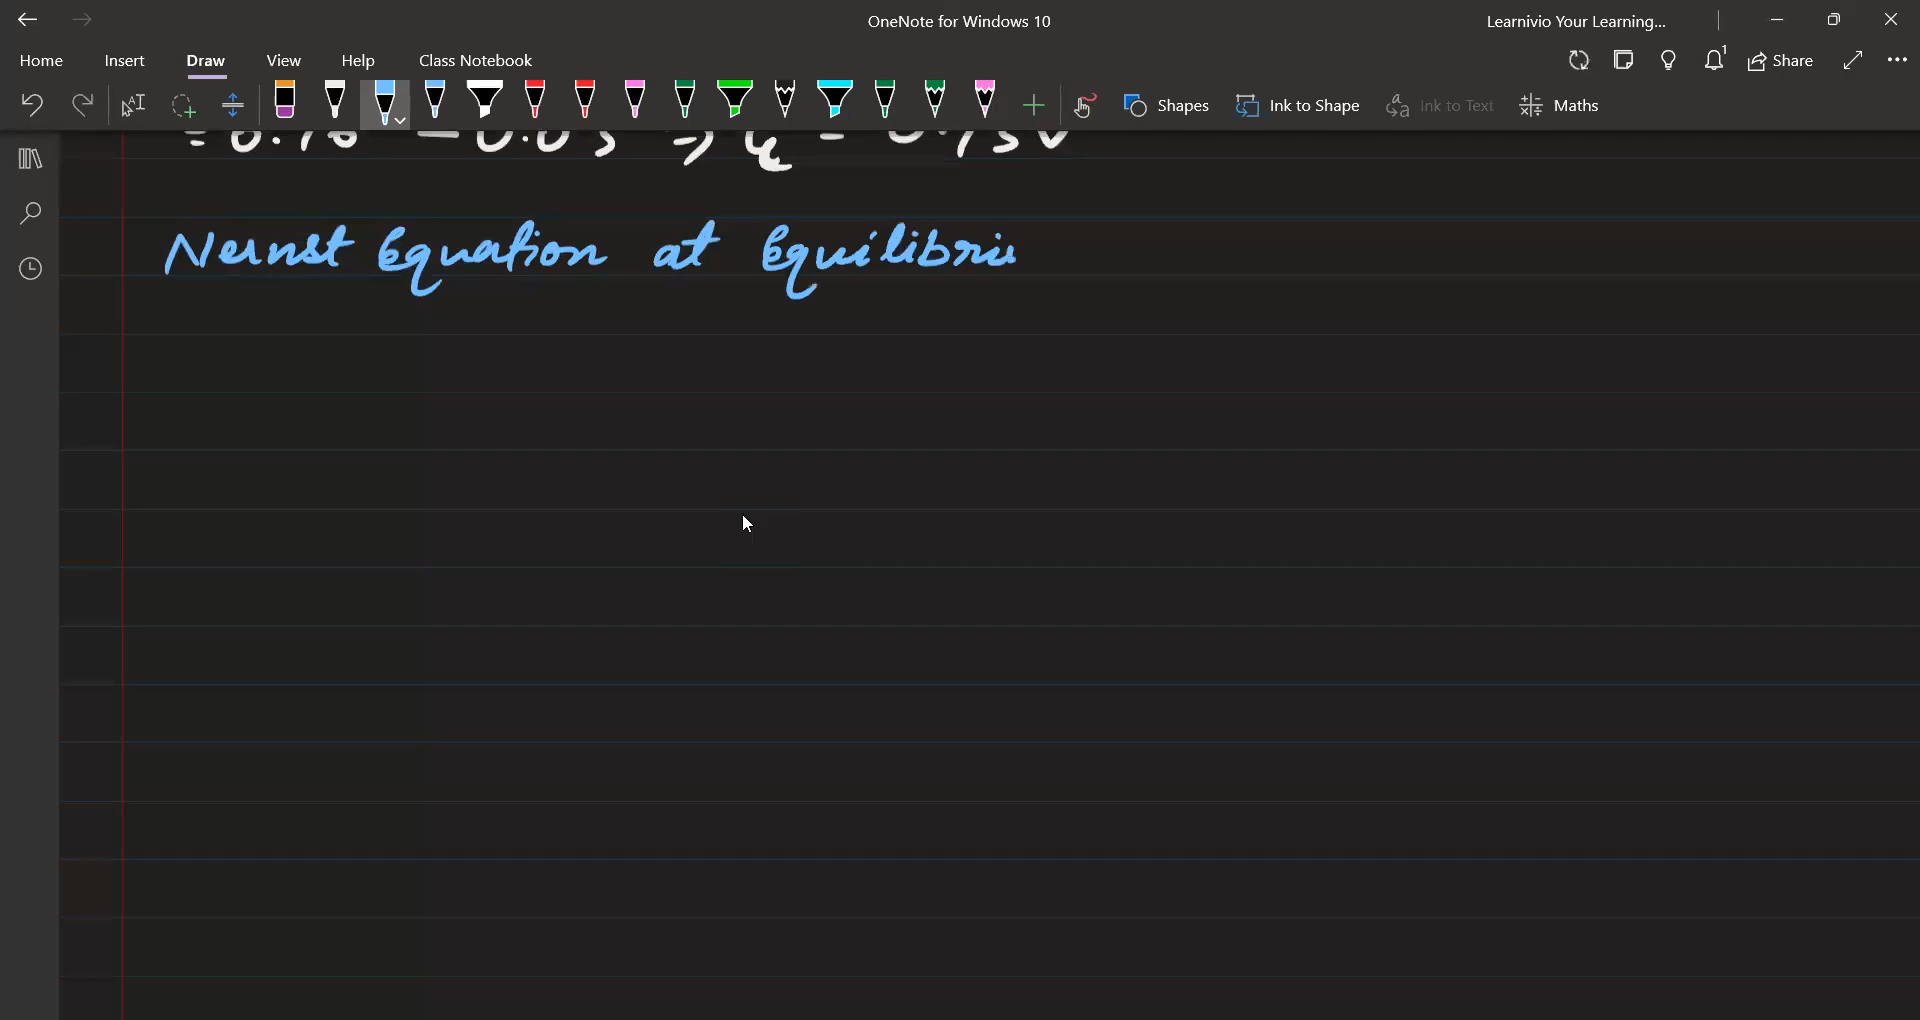 OneNote for Windows 10
Learnivio Your Learning...
Home Insert Draw View Help Class Notebook
1
Share
Shapes Ink to Shape Ink to Text Maths
Nernst Equation at Equilibriu